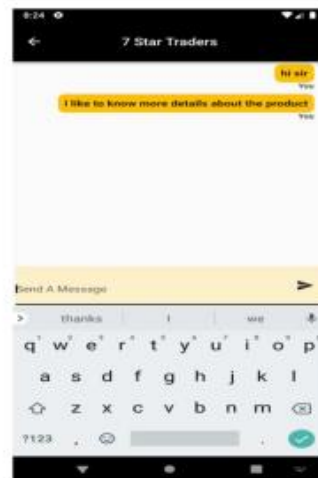 8:24
7 Star Traders
hi sir
You
I like to know more details about the product
You
Send A Message
thanks I we
q w e r t y u i o p
a s d f g h j k l
z x c v b n m
?123 , .